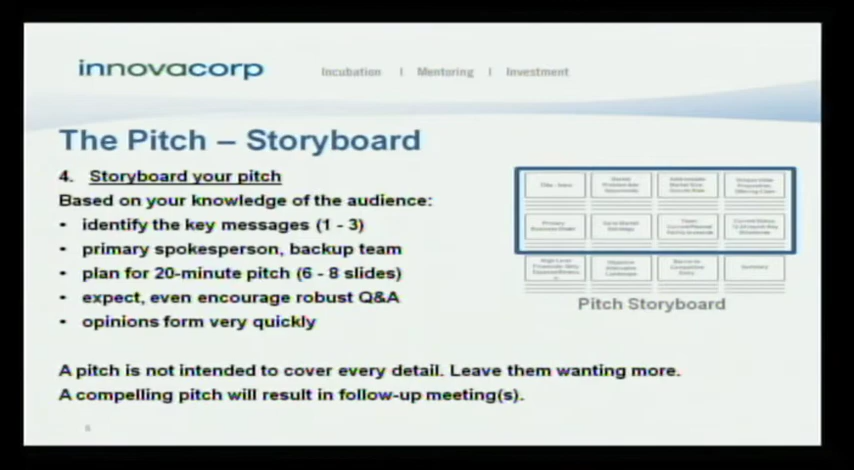 innovacorp
Incubation | Mentoring | Investment
The Pitch – Storyboard
4. Storyboard your pitch
Based on your knowledge of the audience:
• identify the key messages (1 - 3)
• primary spokesperson, backup team
• plan for 20-minute pitch (6 - 8 slides)
• expect, even encourage robust Q&A
• opinions form very quickly
A pitch is not intended to cover every detail. Leave them wanting more.
A compelling pitch will result in follow-up meeting(s).
Summary
Pitch Storyboard